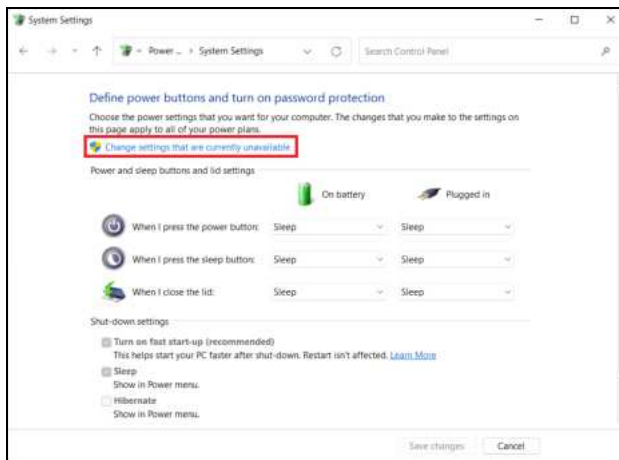 System Settings
Power ... System Settings
Search Control Panel
Define power buttons and turn on password protection
Choose the power settings that you want for your computer. The changes that you make to the settings on
this page apply to all of your power plans.
Change settings that are currently unavailable
Power and sleep buttons and lid settings
On battery Plugged in
When I press the power button: Sleep Sleep
When I press the sleep button: Sleep Sleep
When I close the lid: Sleep Sleep
Shut-down settings
Turn on fast start-up (recommended)
This helps start your PC faster after shut-down. Restart isn't affected. Learn More
Sleep
Show in Power menu.
Hibernate
Show in Power menu.
Save changes Cancel